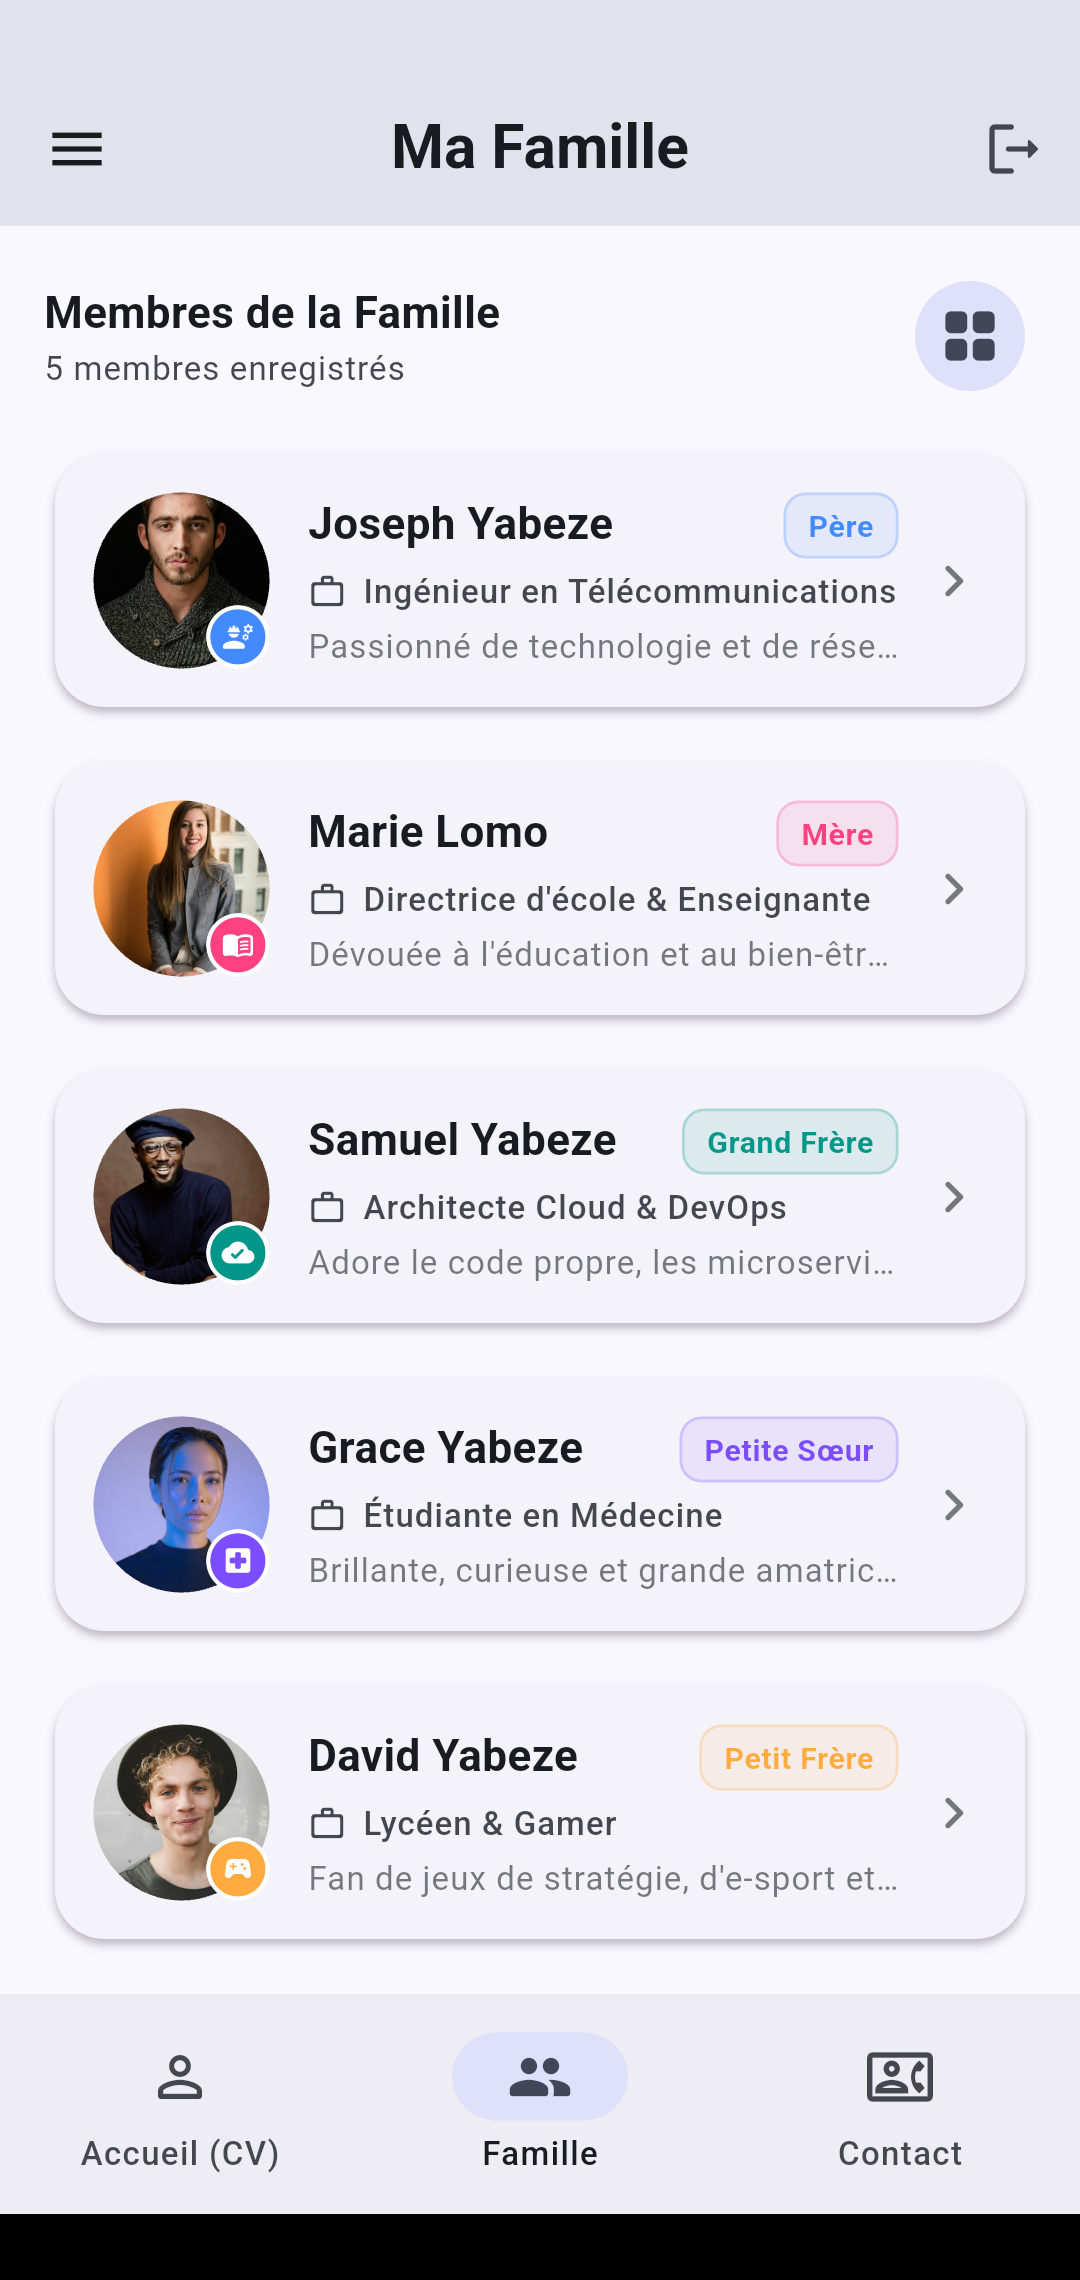 Ma Famille
Membres de la Famille
5 membres enregistrés
Joseph Yabeze
Père
Ingénieur en Télécommunications
Passionné de technologie et de rése...
Marie Lomo
Mère
Directrice d'école & Enseignante
Dévouée à l'éducation et au bien-êtr...
Samuel Yabeze
Grand Frère
Architecte Cloud & DevOps
Adore le code propre, les microservi...
Grace Yabeze
Petite Sœur
Étudiante en Médecine
Brillante, curieuse et grande amatric...
David Yabeze
Petit Frère
Lycéen & Gamer
Fan de jeux de stratégie, d'e-sport et...
Accueil (CV)
Famille
Contact